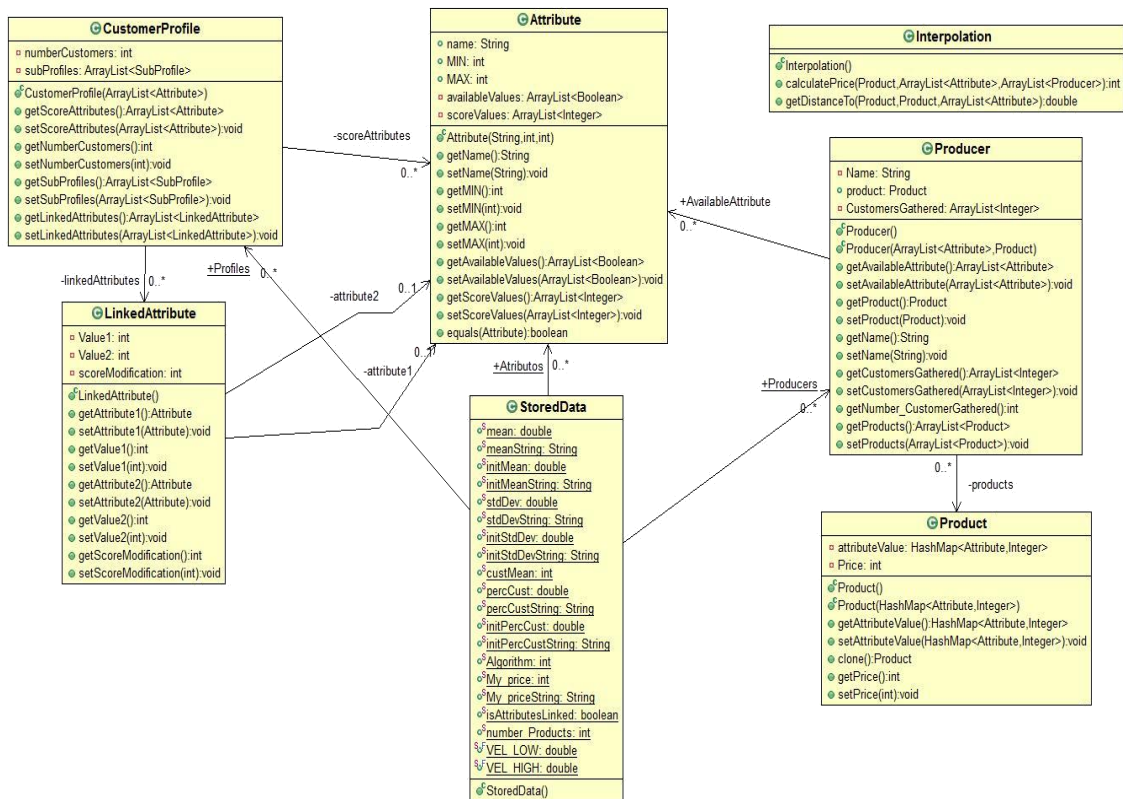 CustomerProfile
numberCustomers: int
subProfiles: ArrayList<SubProfile>
CustomerProfile(ArrayList<Attribute>)
getScoreAttributes():ArrayList<Attribute>
setScoreAttributes(ArrayList<Attribute>):void
getNumberCustomers():int
setNumberCustomers(int):void
getSubProfiles():ArrayList<SubProfile>
setSubProfiles(ArrayList<SubProfile>):void
getLinkedAttributes():ArrayList<LinkedAttribute>
setLinkedAttributes(ArrayList<LinkedAttribute>):void
-scoreAttributes
0..*
Attribute
name: String
MIN: int
MAX: int
availableValues: ArrayList<Boolean>
scoreValues: ArrayList<Integer>
Attribute(String,int,int)
getName():String
setName(String):void
getMIN():int
setMIN(int):void
getMAX():int
setMAX(int):void
getAvailableValues():ArrayList<Boolean>
setAvailableValues(ArrayList<Boolean>):void
getScoreValues():ArrayList<Integer>
setScoreValues(ArrayList<Integer>):void
equals(Attribute):boolean
Interpolation
Interpolation()
calculatePrice(Product,ArrayList<Attribute>,ArrayList<Producer>):int
getDistanceTo(Product,Product,ArrayList<Attribute>):double
+AvailableAttribute
0..*
Producer
Name: String
product: Product
CustomersGathered: ArrayList<Integer>
Producer()
Producer(ArrayList<Attribute>,Product)
getAvailableAttribute():ArrayList<Attribute>
setAvailableAttribute(ArrayList<Attribute>):void
getProduct():Product
setProduct(Product):void
getName():String
setName(String):void
getCustomersGathered():ArrayList<Integer>
setCustomersGathered(ArrayList<Integer>):void
getNumber_CustomerGathered():int
getProducts():ArrayList<Product>
setProducts(ArrayList<Product>):void
-linkedAttributes
0..*
+Profiles
0..*
-attribute2
0..1
-attribute1
+Atributos
0..*
+Producers
0..*
0..*
-products
LinkedAttribute
Value1: int
Value2: int
scoreModification: int
LinkedAttribute()
getAttribute1():Attribute
setAttribute1(Attribute):void
getValue1():int
setValue1(int):void
getAttribute2():Attribute
setAttribute2(Attribute):void
getValue2():int
setValue2(int):void
getScoreModification():int
setScoreModification(int):void
StoredData
mean: double
meanString: String
initMean: double
initMeanString: String
stdDev: double
stdDevString: String
initStdDev: double
initStdDevString: String
custMean: int
percCust: double
percCustString: String
initPercCust: double
initPercCustString: String
Algorithm: int
My_price: int
My_priceString: String
isAttributesLinked: boolean
number_Products: int
VEL_LOW: double
VEL_HIGH: double
StoredData()
Product
attributeValue: HashMap<Attribute,Integer>
Price: int
Product()
Product(HashMap<Attribute,Integer>)
getAttributeValue():HashMap<Attribute,Integer>
setAttributeValue(HashMap<Attribute,Integer>):void
clone():Product
getPrice():int
setPrice(int):void